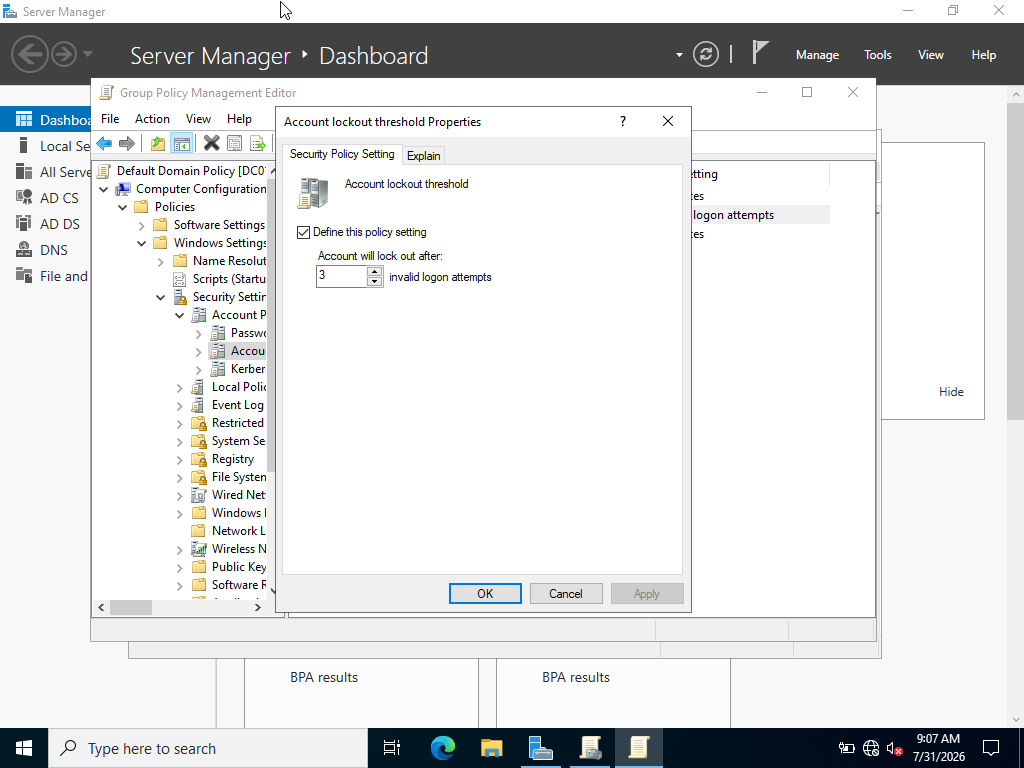 Server Manager
Server Manager ‣ Dashboard
Manage Tools View Help
Group Policy Management Editor
File Action View Help
Account lockout threshold Properties
Security Policy Setting Explain
Account lockout threshold
Define this policy setting
Account will lock out after:
3 invalid logon attempts
OK Cancel Apply
Dashboa
Local Se
All Serve
AD CS
AD DS
DNS
File and
Default Domain Policy [DC0
Computer Configuration
Policies
Software Settings
Windows Settings
Name Resolut
Scripts (Startu
Security Settin
Account P
Passwo
Accou
Kerber
Local Polic
Event Log
Restricted
System Se
Registry
File System
Wired Net
Windows
Network L
Wireless N
Public Key
Software R
tting
tes
logon attempts
tes
Hide
BPA results
BPA results
Type here to search
9:07 AM
7/31/2026